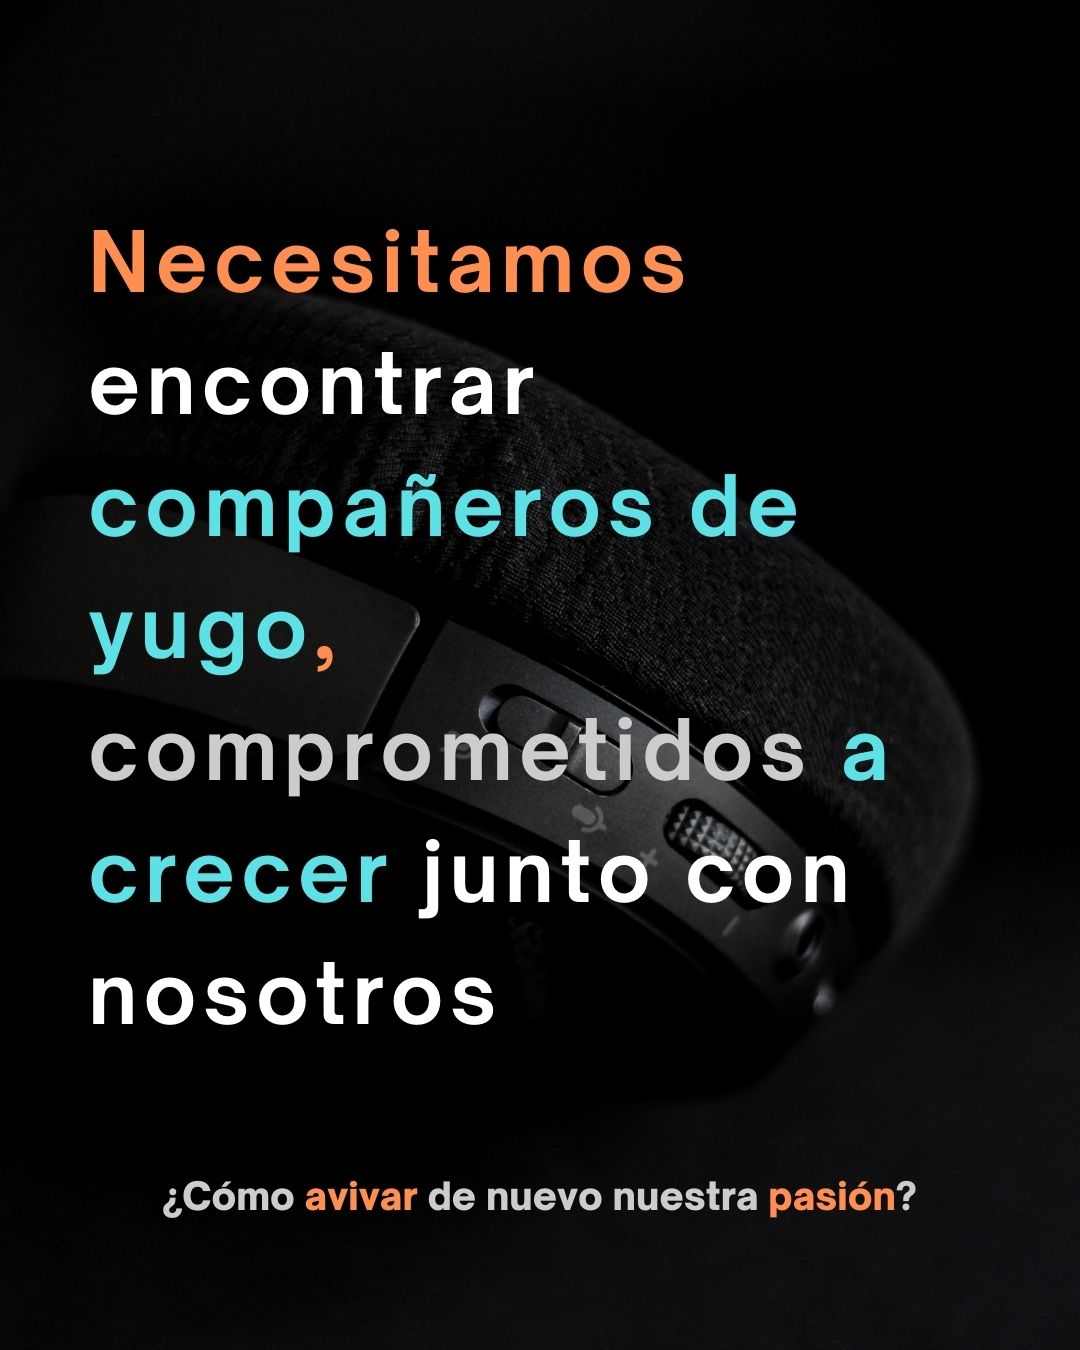 Necesitamos
encontrar
compañeros de
yugo,
comprometidos a
crecer junto con
nosotros
¿Cómo avivar de nuevo nuestra pasión?